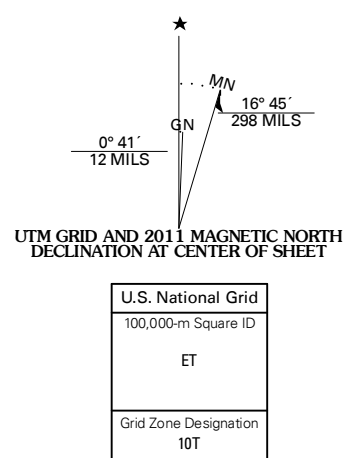 ★
MN
GN
16° 45´
298 MILS
0° 41´
12 MILS
UTM GRID AND 2011 MAGNETIC NORTH
DECLINATION AT CENTER OF SHEET
U.S. National Grid
100,000-m Square ID
ET
Grid Zone Designation
10T